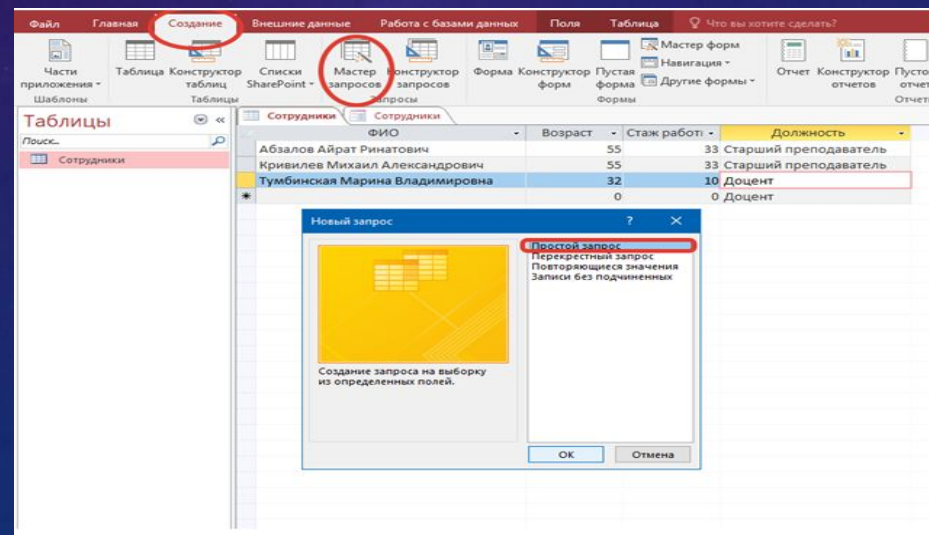 Файл Главная Создание Внешние данные Работа с базами данных Поля Таблица Что вы хотите сделать?
Части приложения
Таблица
Конструктор таблиц
Списки SharePoint
Мастер запросов
Конструктор запросов
Форма
Конструктор форм
Пустая форма
Мастер форм
Навигация
Другие формы
Отчет
Конструктор отчетов
Шаблоны Таблицы Запросы Формы
Таблицы
Поиск...
Сотрудники
Сотрудники Сотрудники
ФИО Возраст Должность
Абзалов Айрат Ринатович 55 33 Старший преподаватель
Кривилев Михаил Александрович 55 33 Старший преподаватель
Тумбинская Марина Владимировна 32 10 Доцент
0 0 Доцент
Новый запрос ? ×
Простой запрос
Перекрестный запрос
Повторяющиеся значения
Записи без подчиненных
Создание запроса на выборку
из определенных полей.
ОК Отмена